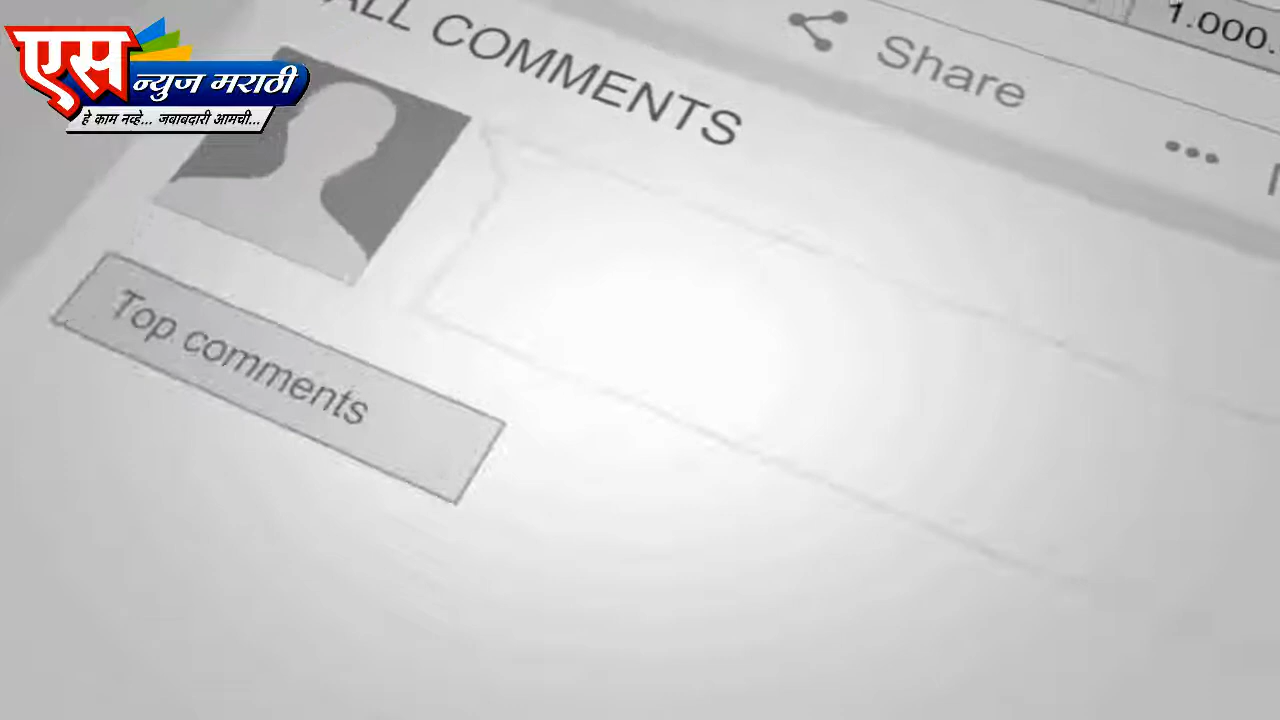 एस
न्युज मराठी
हे काम नव्हे... जबाबदारी आमची...
ALL COMMENTS
Share
1.000.
Top comments